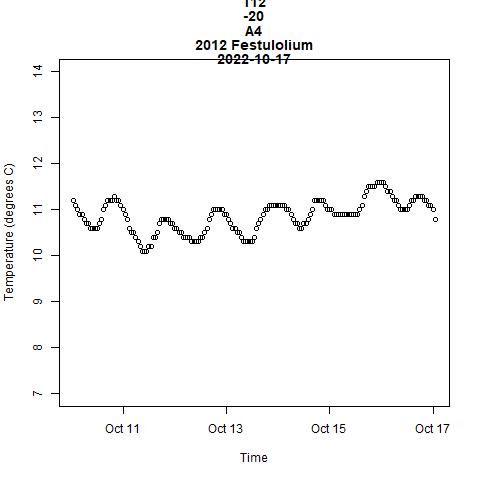 T12
-20
A4
2012 Festulolium
2022-10-17
Temperature (degrees C)
14
13
12
11
10
9
8
7
Oct 11
Oct 13
Oct 15
Oct 17
Time